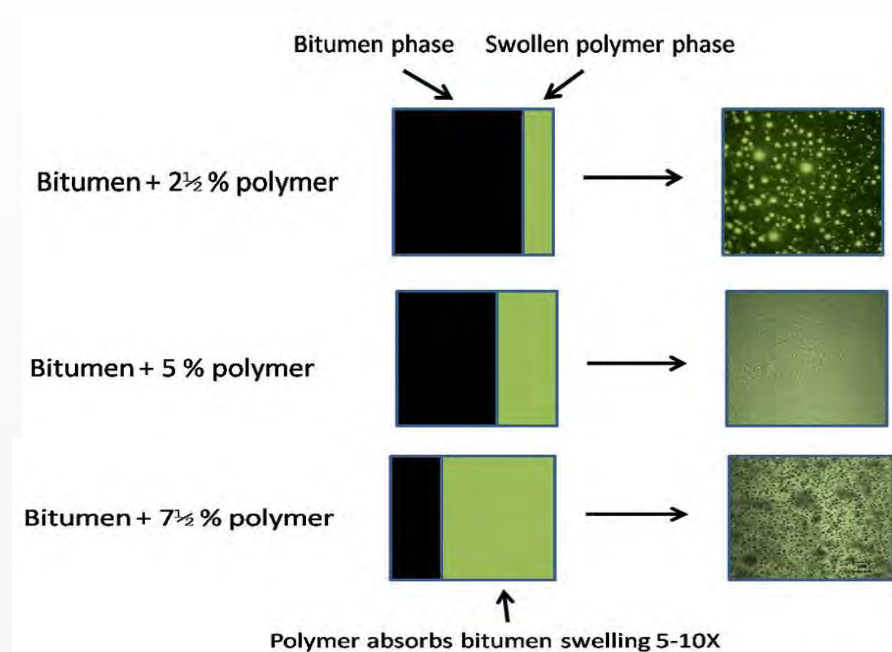 Bitumen phase
Swollen polymer phase
Bitumen + 2½ % polymer
Bitumen + 5 % polymer
Bitumen + 7½ % polymer
Polymer absorbs bitumen swelling 5-10X